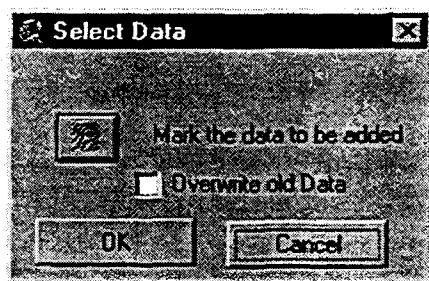 Select Data
Mark the data to be added
Overwrite old Data
OK Cancel